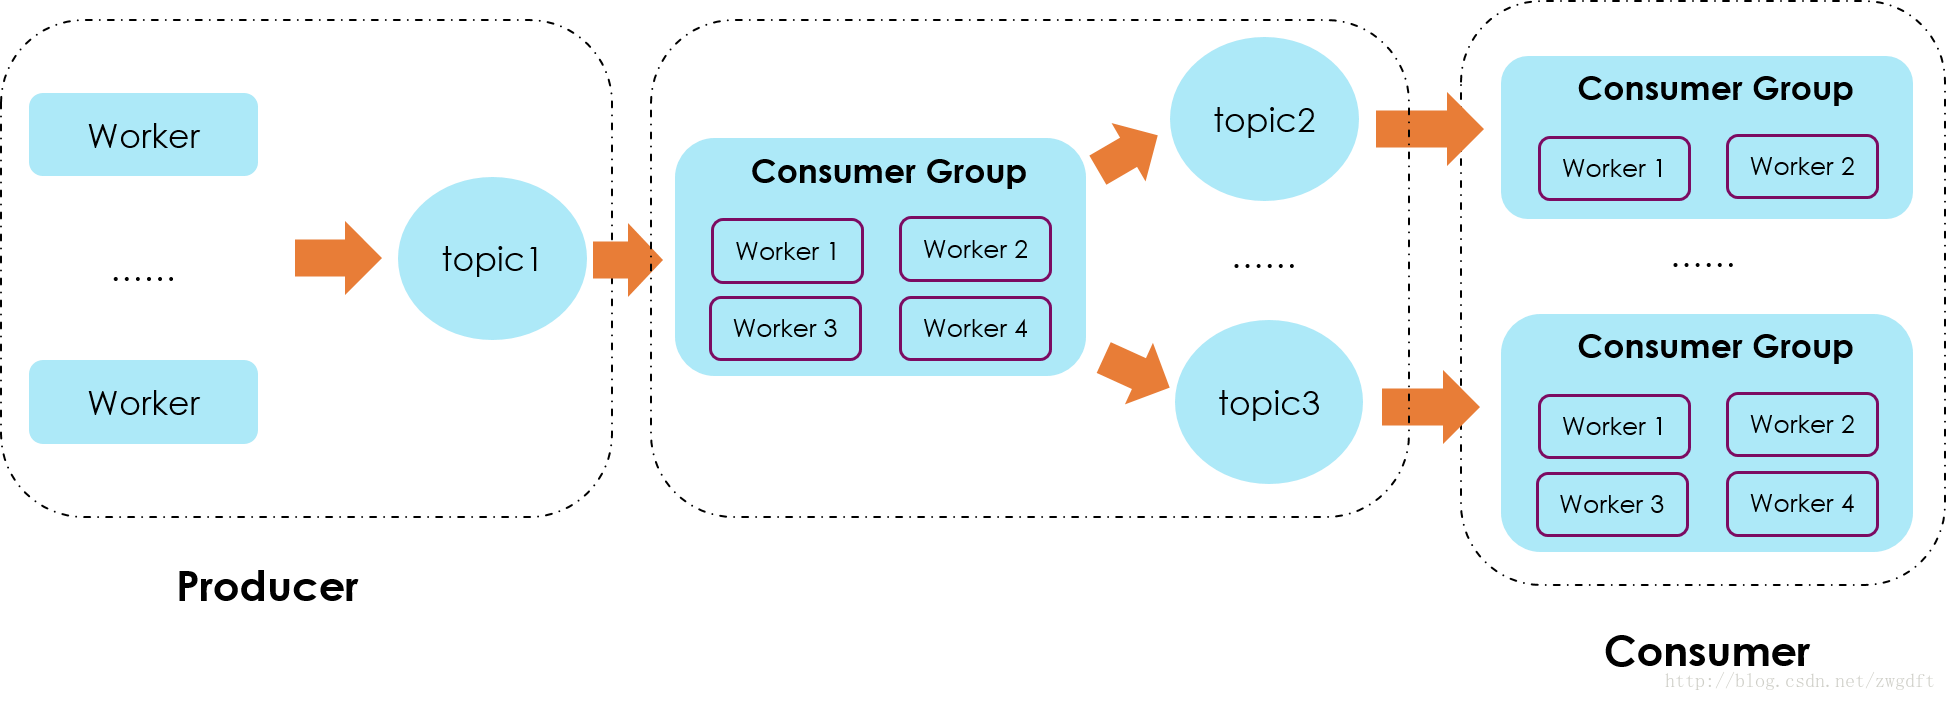 Worker
......
Worker
topic1
Producer
Consumer Group
Worker 1
Worker 2
Worker 3
Worker 4
topic2
......
topic3
Consumer Group
Worker 1
Worker 2
......
Consumer Group
Worker 1
Worker 2
Worker 3
Worker 4
Consumer
http://blog.csdn.net/zwgdft